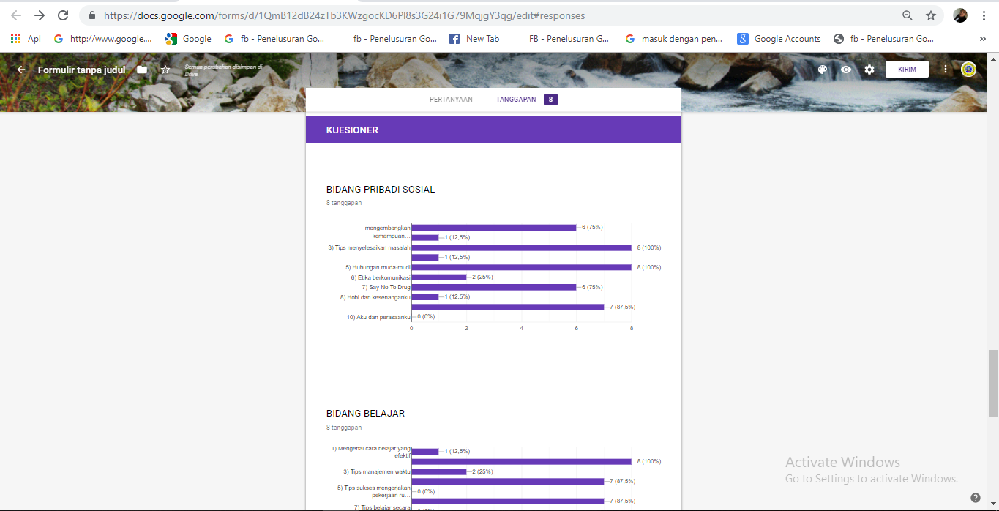 https://docs.google.com/forms/d/1QmB12dB24zTb3KWzgocKD6Pl8s3G24i1G79MqjgY3qg/edit#responses
Apl http://www.google.... Google fb - Penelusuran Go... fb - Penelusuran Go... New Tab FB - Penelusuran G... masuk dengan pen... Google Accounts fb - Penelusuran Go... »
Formulir tanpa judul
Semua perubahan disimpan di
Drive
KIRIM
PERTANYAAN TANGGAPAN 8
KUESIONER
BIDANG PRIBADI SOSIAL
8 tanggapan
mengembangkan
kemampuan...
6 (75%)
1 (12,5%)
3) Tips menyelesaikan masalah 8 (100%)
1 (12,5%)
5) Hubungan muda-mudi 8 (100%)
6) Etika berkomunikasi 2 (25%)
7) Say No To Drug 6 (75%)
8) Hobi dan kesenanganku 1 (12,5%)
7 (87,5%)
10) Aku dan perasaanku 0 (0%)
0 2 4 6 8
BIDANG BELAJAR
8 tanggapan
1) Mengenal cara belajar yang
efektif
1 (12,5%)
8 (100%)
3) Tips manajemen waktu 2 (25%)
7 (87,5%)
5) Tips sukses mengerjakan
pekerjaan ru...
0 (0%)
7 (87,5%)
7) Tips belajar secara
Activate Windows
Go to Settings to activate Windows.